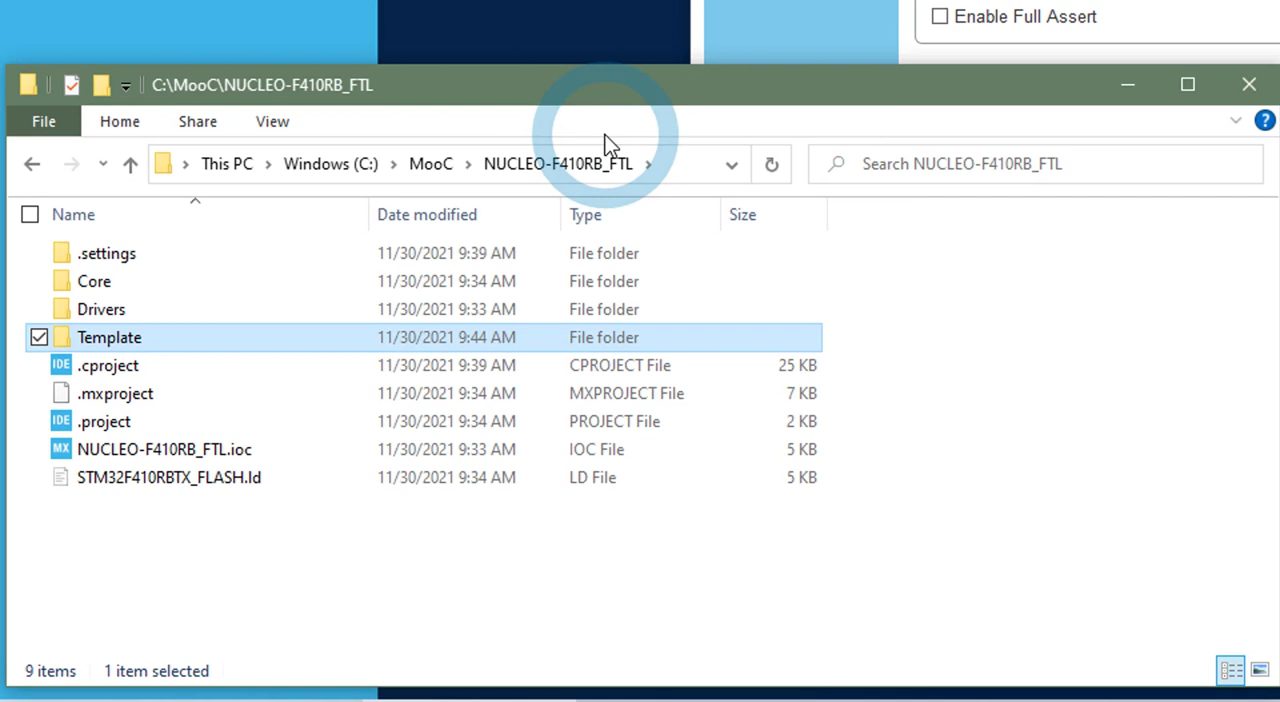 Enable Full Assert
C:\MooC\NUCLEO-F410RB_FTL
File Home Share View
This PC Windows (C:) MooC NUCLEO-F410RB_FTL Search NUCLEO-F410RB_FTL
Name Date modified Type Size
.settings 11/30/2021 9:39 AM File folder
Core 11/30/2021 9:34 AM File folder
Drivers 11/30/2021 9:33 AM File folder
Template 11/30/2021 9:44 AM File folder
IDE .cproject 11/30/2021 9:39 AM CPROJECT File 25 KB
.mxproject 11/30/2021 9:34 AM MXPROJECT File 7 KB
IDE .project 11/30/2021 9:34 AM PROJECT File 2 KB
MX NUCLEO-F410RB_FTL.ioc 11/30/2021 9:33 AM IOC File 5 KB
STM32F410RBTX_FLASH.ld 11/30/2021 9:34 AM LD File 5 KB
9 items 1 item selected